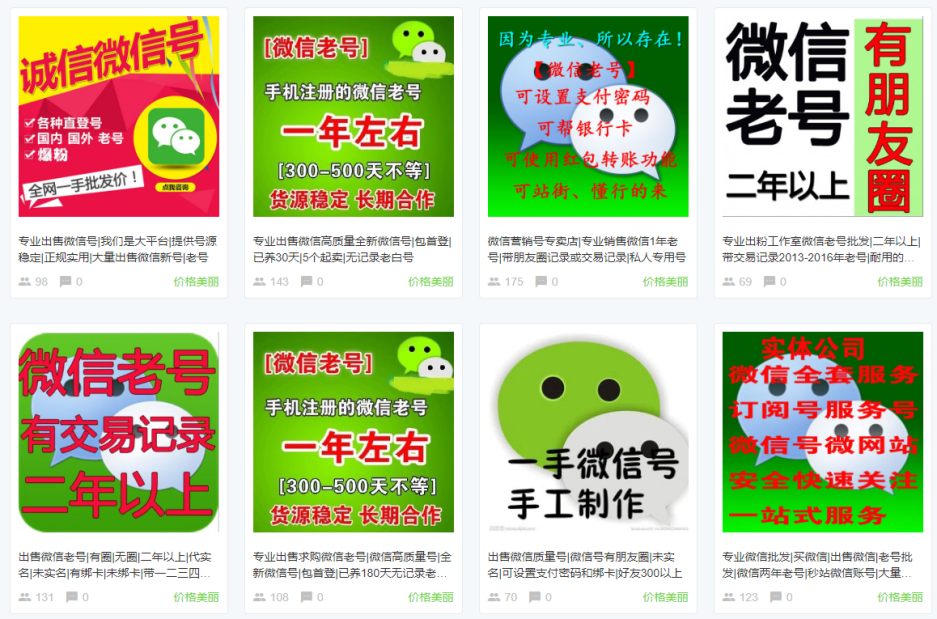 诚信微信号
各种直登号
国内 国外 老号
爆粉
全网一手批发价！
点我咨询
专业出售微信号|我们是大平台|提供号源
稳定|正规实用|大量出售微信新号|老号
98 0 价格美丽
[微信老号]
手机注册的微信老号
一年左右
[300-500天不等]
货源稳定 长期合作
专业出售微信高质量全新微信号|包首登|
已养30天|5个起卖|无记录老白号
143 0 价格美丽
因为专业、所以存在！
【微信老号】
可设置支付密码
可帮银行卡
可使用红包转账功能
可站街、懂行的来
微信营销号专卖店|专业销售微信1年老
号|带朋友圈记录或交易记录|私人专用号
175 0 价格美丽
微信
老号
二年以上
有朋友圈
专业出粉工作室微信老号批发|二年以上|
带交易记录2013-2016年老号|耐用的...
69 0 价格美丽
微信老号
有交易记录
二年以上
出售微信老号|有圈|无圈|二年以上|代实
名|未实名|有绑卡|未绑卡|带一二三四...
131 0 价格美丽
[微信老号]
手机注册的微信老号
一年左右
[300-500天不等]
货源稳定 长期合作
专业出售求购微信老号|微信高质量号|全
新微信号|包首登|已养180天无记录老...
108 0 价格美丽
一手微信号
手工制作
出售微信质量号|微信号有朋友圈|未实
名|可设置支付密码和绑卡|好友300以上
70 0 价格美丽
实体公司
微信全套服务
订阅号服务号
微信号微网站
安全快速关注
一站式服务
专业微信批发|买微信|出售微信|老号批
发|微信两年老号|秒站微信账号|大量...
123 0 价格美丽